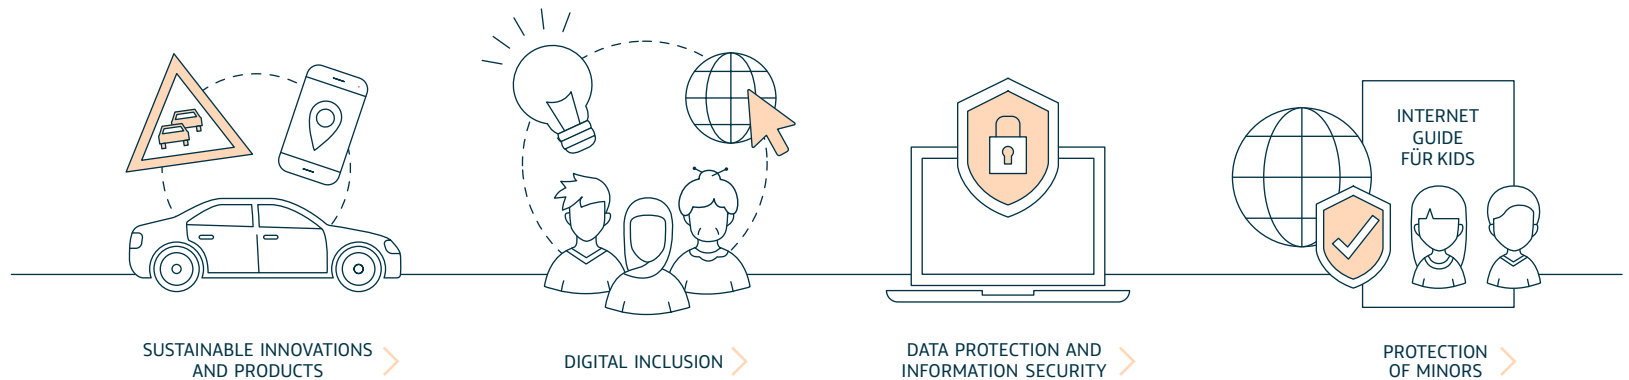 INTERNET
GUIDE
FÜR KIDS
SUSTAINABLE INNOVATIONS
AND PRODUCTS
DIGITAL INCLUSION
DATA PROTECTION AND
INFORMATION SECURITY
PROTECTION
OF MINORS